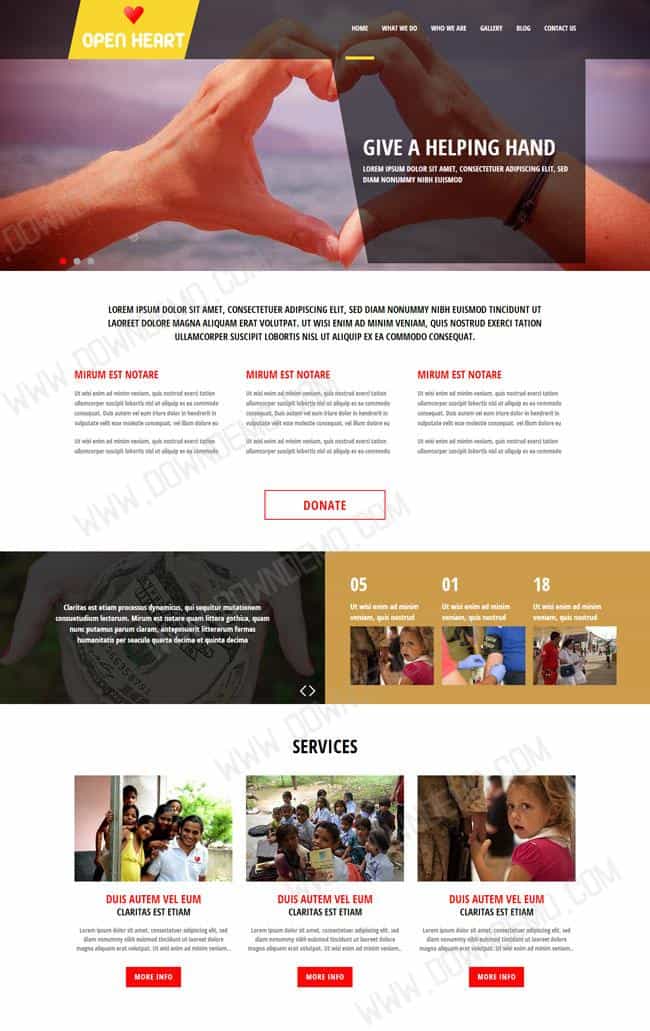 OPEN HEART
HOME WHAT WE DO WHO WE ARE GALLERY BLOG CONTACT US
GIVE A HELPING HAND
LOREM IPSUM DOLOR SIT AMET, CONSECTETUER ADIPISCING ELIT, SED
DIAM NONUMMY NIBH EUISMOD
LOREM IPSUM DOLOR SIT AMET, CONSECTETUER ADIPISCING ELIT, SED DIAM NONUMMY NIBH EUISMOD TINCIDUNT UT
LAOREET DOLORE MAGNA ALIQUAM ERAT VOLUTPAT. UT WISI ENIM AD MINIM VENIAM, QUIS NOSTRUD EXERCI TATION
ULLAMCORPER SUSCIPIT LOBORTIS NISL UT ALIQUIP EX EA COMMODO CONSEQUAT.
MIRUM EST NOTARE
Ut wisi enim ad minim veniam, quis nostrud exerci tation
ullamcorper suscipit lobortis nisl ut aliquip ex ea commodo
consequat. Duis autem vel eum iriure dolor in hendrerit in
vulputate velit esse molestie consequat, vel illum dolore eu
Ut wisi enim ad minim veniam, quis nostrud exerci tation
ullamcorper suscipit lobortis nisl ut aliquip ex ea commodo
MIRUM EST NOTARE
Ut wisi enim ad minim veniam, quis nostrud exerci tation
ullamcorper suscipit lobortis nisl ut aliquip ex ea commodo
consequat. Duis autem vel eum iriure dolor in hendrerit in
vulputate velit esse molestie consequat, vel illum dolore eu
Ut wisi enim ad minim veniam, quis nostrud exerci tation
ullamcorper suscipit lobortis nisl ut aliquip ex ea commodo
MIRUM EST NOTARE
Ut wisi enim ad minim veniam, quis nostrud exerci tation
ullamcorper suscipit lobortis nisl ut aliquip ex ea commodo
consequat. Duis autem vel eum iriure dolor in hendrerit in
vulputate velit esse molestie consequat, vel illum dolore eu
Ut wisi enim ad minim veniam, quis nostrud exerci tation
ullamcorper suscipit lobortis nisl ut aliquip ex ea commodo
DONATE
Claritas est etiam processus dynamicus, qui sequitur mutationem
consuetudium lectorum. Mirum est notare quam littera gothica, quam
nunc putamus parum claram, anteposuerit litterarum formas
humanitatis per seacula quarta decima et quinta decima
05
Ut wisi enim ad minim
veniam, quis nostrud
01
Ut wisi enim ad minim
veniam, quis nostrud
18
Ut wisi enim ad minim
veniam, quis nostrud
SERVICES
DUIS AUTEM VEL EUM
CLARITAS EST ETIAM
Lorem ipsum dolor sit amet, consectetuer adipiscing elit, sed
diam nonummy nibh euismod tincidunt ut laoreet dolore magna
aliquam erat volutpat. Ut wisi enim ad minim veniam...
MORE INFO
DUIS AUTEM VEL EUM
CLARITAS EST ETIAM
Lorem ipsum dolor sit amet, consectetuer adipiscing elit, sed
diam nonummy nibh euismod tincidunt ut laoreet dolore magna
aliquam erat volutpat. Ut wisi enim ad minim veniam...
MORE INFO
DUIS AUTEM VEL EUM
CLARITAS EST ETIAM
Lorem ipsum dolor sit amet, consectetuer adipiscing elit, sed
diam nonummy nibh euismod tincidunt ut laoreet dolore magna
aliquam erat volutpat. Ut wisi enim ad minim veniam...
MORE INFO
WWW.DOWNDEMO.COM
WWW.DOWNDEMO.COM
WWW.DOWNDEMO.COM
WWW.DOWNDEMO.COM